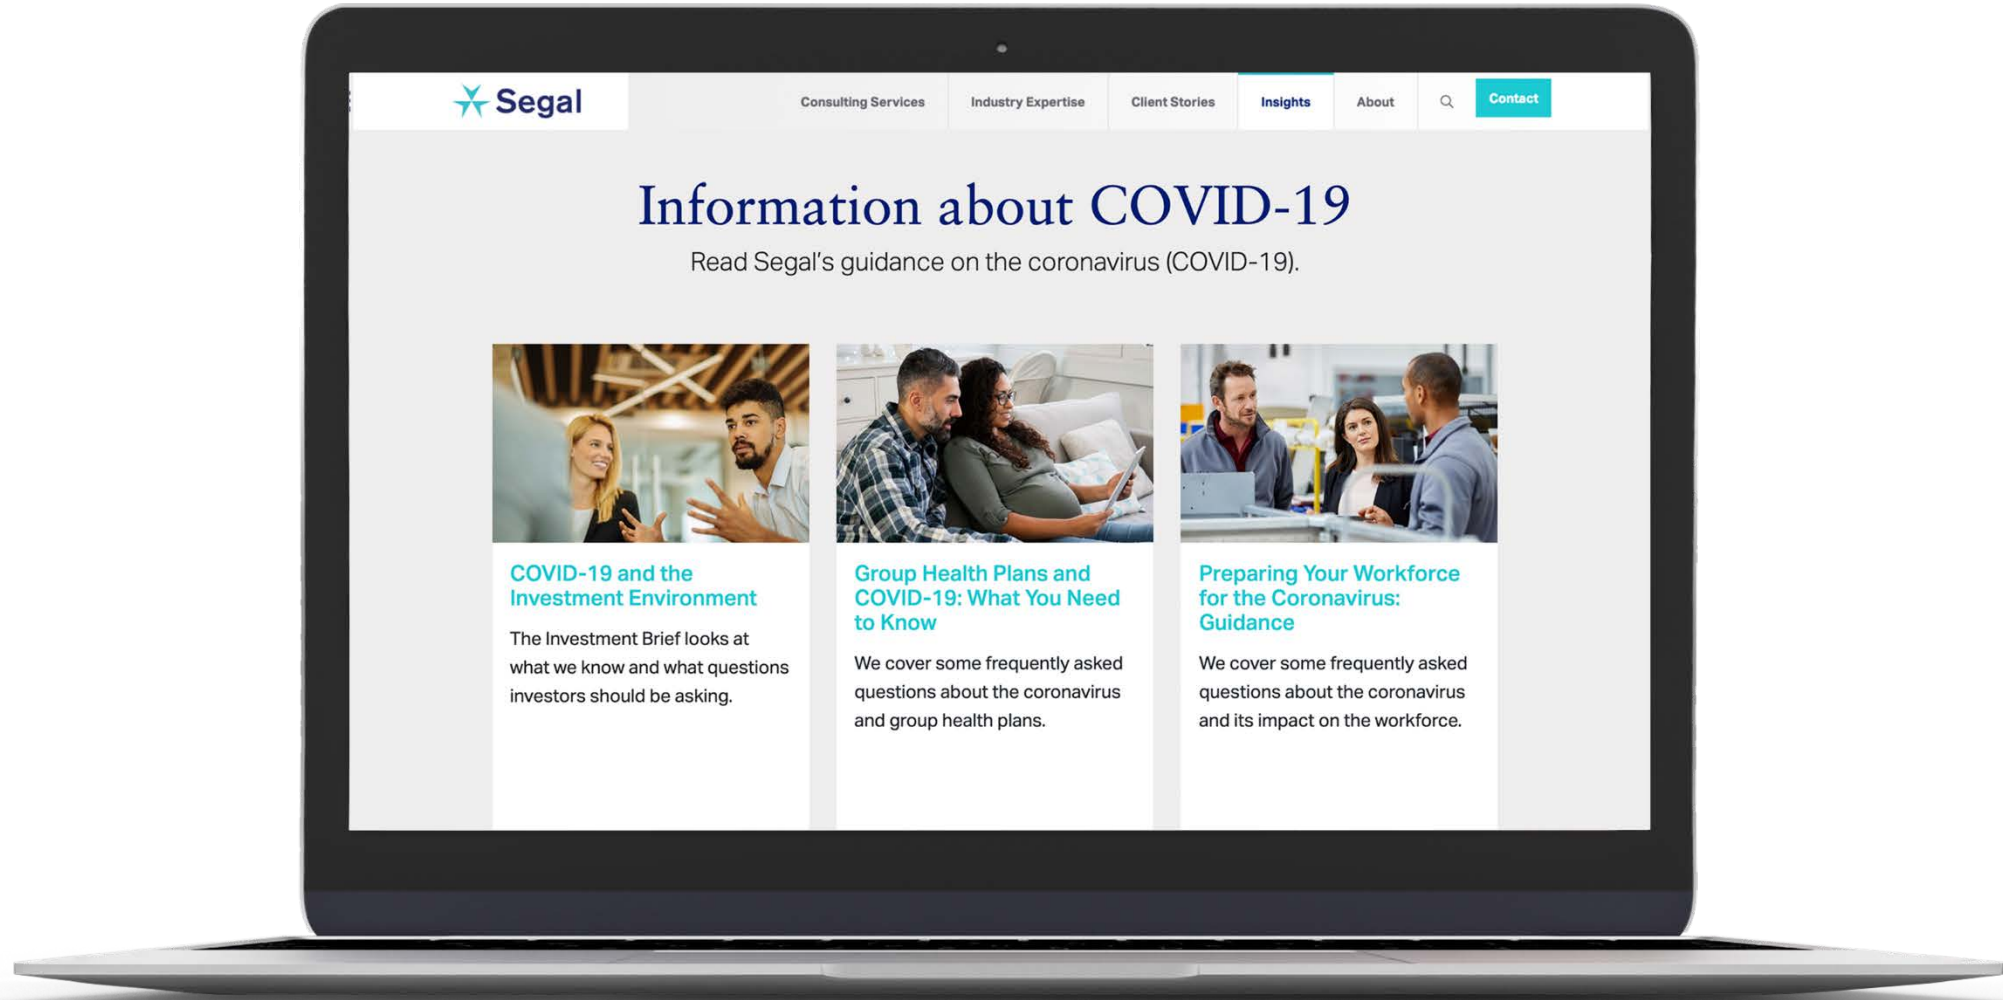 Segal
Consulting Services
Industry Expertise
Client Stories
Insights
About
Contact
Information about COVID-19
Read Segal's guidance on the coronavirus (COVID-19).
COVID-19 and the
Investment Environment
The Investment Brief looks at
what we know and what questions
investors should be asking.
Group Health Plans and
COVID-19: What You Need
to Know
We cover some frequently asked
questions about the coronavirus
and group health plans.
Preparing Your Workforce
for the Coronavirus:
Guidance
We cover some frequently asked
questions about the coronavirus
and its impact on the workforce.